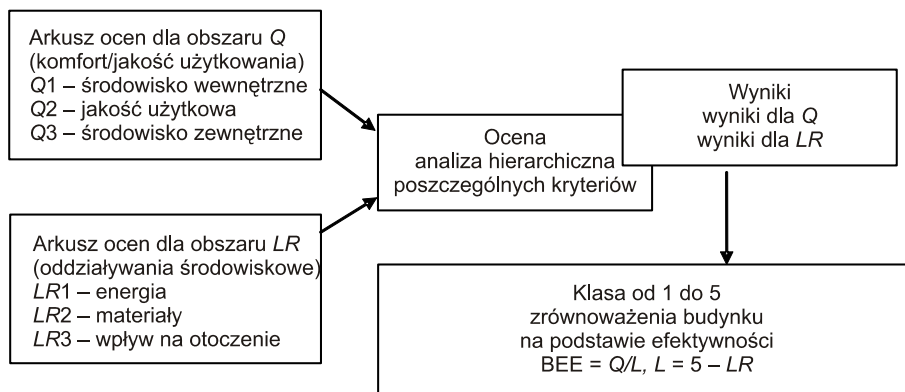 Arkusz ocen dla obszaru Q
(komfort/jakość użytkowania)
Q1 – środowisko wewnętrzne
Q2 – jakość użytkowa
Q3 – środowisko zewnętrzne
Arkusz ocen dla obszaru LR
(oddziaływania środowiskowe)
LR1 – energia
LR2 – materiały
LR3 – wpływ na otoczenie
Ocena
analiza hierarchiczna
poszczególnych kryteriów
Wyniki
wyniki dla Q
wyniki dla LR
Klasa od 1 do 5
zrównoważenia budynku
na podstawie efektywności
BEE = Q/L, L = 5 – LR